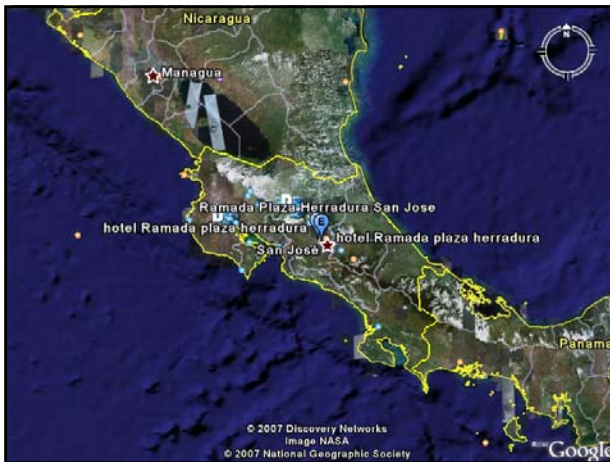 Nicaragua
N
Managua
Ramada Plaza Herradura San Jose
hotel Ramada plaza herradura
E
hotel Ramada plaza herradura
San José
Panama
© 2007 Discovery Networks
Image NASA
© 2007 National Geographic Society
Google